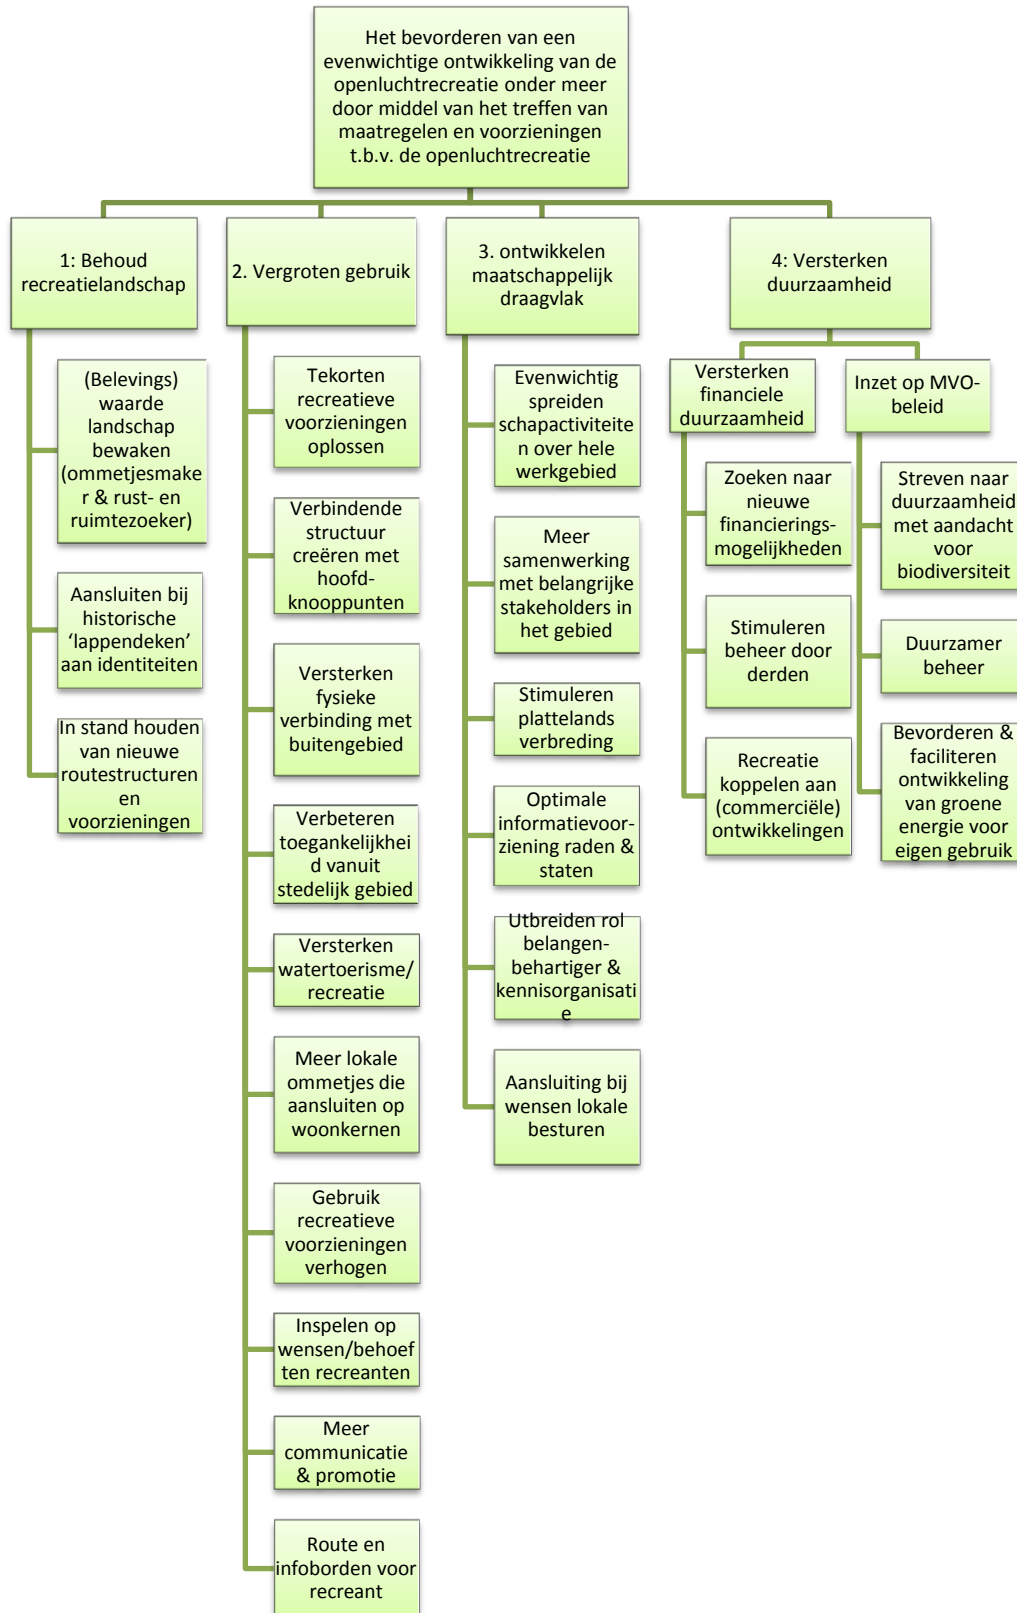 Het bevorderen van een
evenwichtige ontwikkeling van de
openluchtrecreatie onder meer
door middel van het treffen van
maatregelen en voorzieningen
t.b.v. de openluchtrecreatie
1: Behoud
recreatielandschap
(Belevings)
waarde
landschap
bewaken
(ommetjesmake
r & rust- en
ruimtezoeker)
Aansluiten bij
historische
‘lappendeken’
aan identiteiten
In stand houden
van nieuwe
routestructuren
en
voorzieningen
2. Vergroten gebruik
Tekorten
recreatieve
voorzieningen
oplossen
Verbindende
structuur
creëren met
hoofd-
knooppunten
Versterken
fysieke
verbinding met
buitengebied
Verbeteren
toegankelijkhei
d vanuit
stedelijk gebied
Versterken
watertoerisme/
recreatie
Meer lokale
ommetjes die
aansluiten op
woonkernen
Gebruik
recreatieve
voorzieningen
verhogen
Inspelen op
wensen/behoef
ten recreanten
Meer
communicatie
& promotie
Route en
infoborden voor
recreant
3. ontwikkelen
maatschappelijk
draagvlak
Evenwichtig
spreiden
schapactiviteite
n over hele
werkgebied
Meer
samenwerking
met belangrijke
stakeholders in
het gebied
Stimuleren
plattelands
verbreding
Optimale
informatievoor-
ziening raden &
staten
Utbreiden rol
belangen-
behartiger &
kennisorganisati
e
Aansluiting bij
wensen lokale
besturen
4: Versterken
duurzaamheid
Versterken
financiele
duurzaamheid
Zoeken naar
nieuwe
financierings-
mogelijkheden
Stimuleren
beheer door
derden
Recreatie
koppelen aan
(commerciële)
ontwikkelingen
Inzet op MVO-
beleid
Streven naar
duurzaamheid
met aandacht
voor
biodiversiteit
Duurzamer
beheer
Bevorderen &
faciliteren
ontwikkeling
van groene
energie voor
eigen gebruik